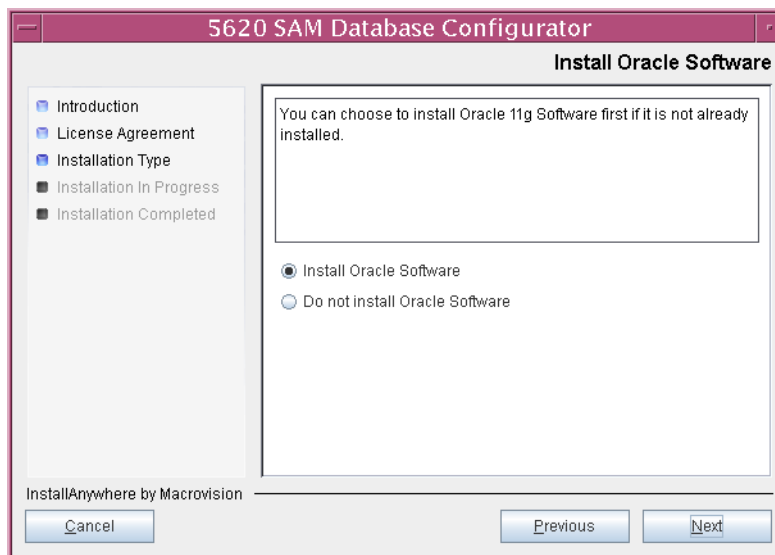 5620 SAM Database Configurator
Install Oracle Software
Introduction
License Agreement
Installation Type
Installation In Progress
Installation Completed
You can choose to install Oracle 11g Software first if it is not already
installed.
Install Oracle Software
Do not install Oracle Software
InstallAnywhere by Macrovision
Cancel
Previous
Next